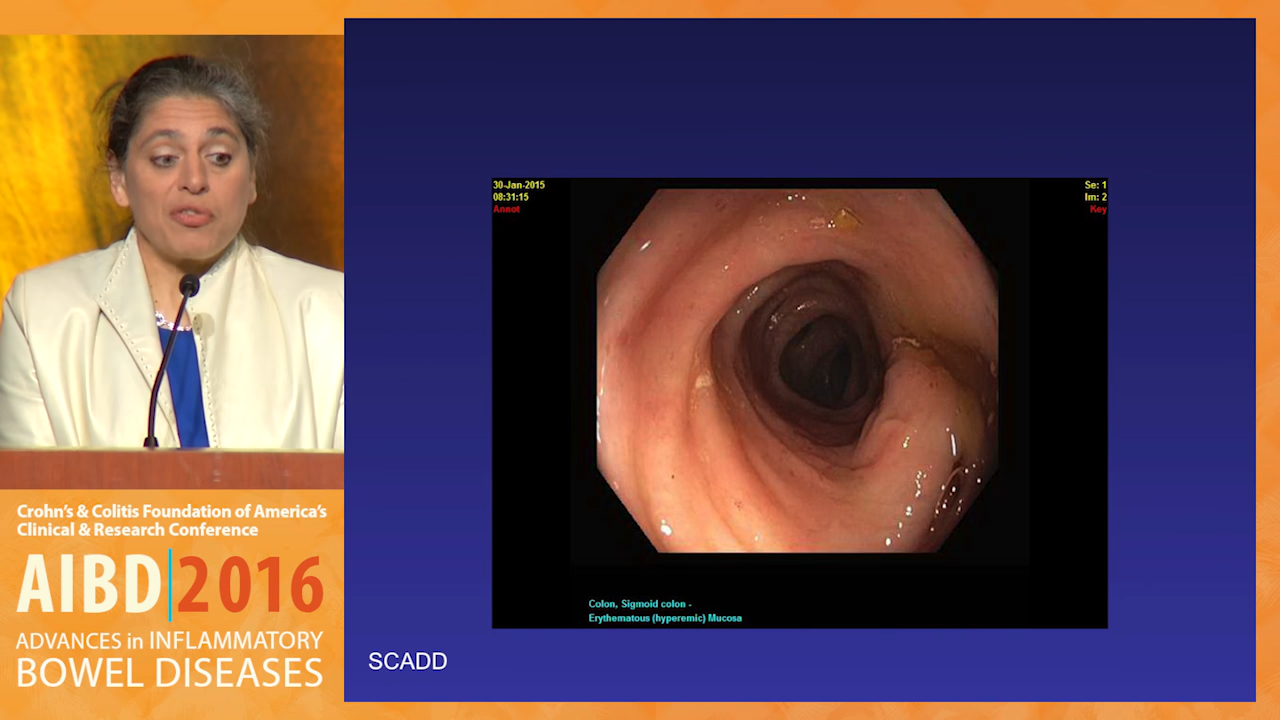 30-Jan-2015
08:31:15
Annot
Se: 1
Im: 2
Key
Colon, Sigmoid colon -
Erythematous (hyperemic) Mucosa
SCADD
Crohn's & Colitis Foundation of America's
Clinical & Research Conference
AIBD|2016
ADVANCES in INFLAMMATORY
BOWEL DISEASES